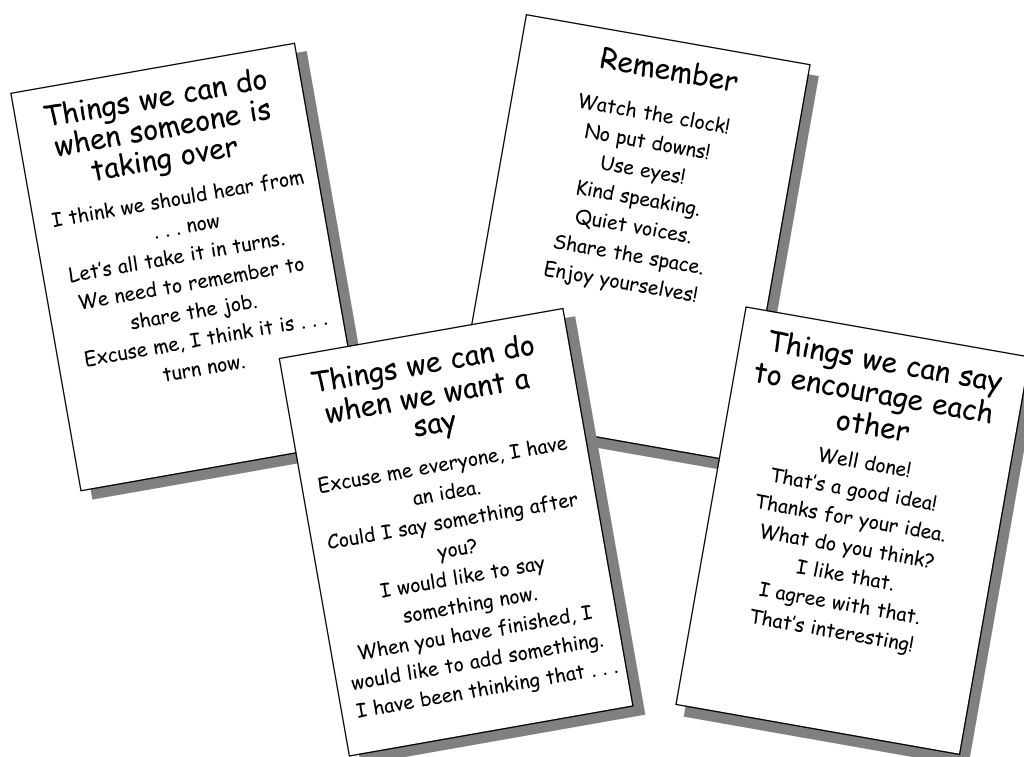 Things we can do
when someone is
taking over
I think we should hear from
. . . now
Let's all take it in turns.
We need to remember to
share the job.
Excuse me, I think it is . . .
turn now.
Remember
Watch the clock!
No put downs!
Use eyes!
Kind speaking.
Quiet voices.
Share the space.
Enjoy yourselves!
Things we can do
when we want a
say
Excuse me everyone, I have
an idea.
Could I say something after
you?
I would like to say
something now.
When you have finished, I
would like to add something.
I have been thinking that . . .
Things we can say
to encourage each
other
Well done!
That's a good idea!
Thanks for your idea.
What do you think?
I like that.
I agree with that.
That's interesting!